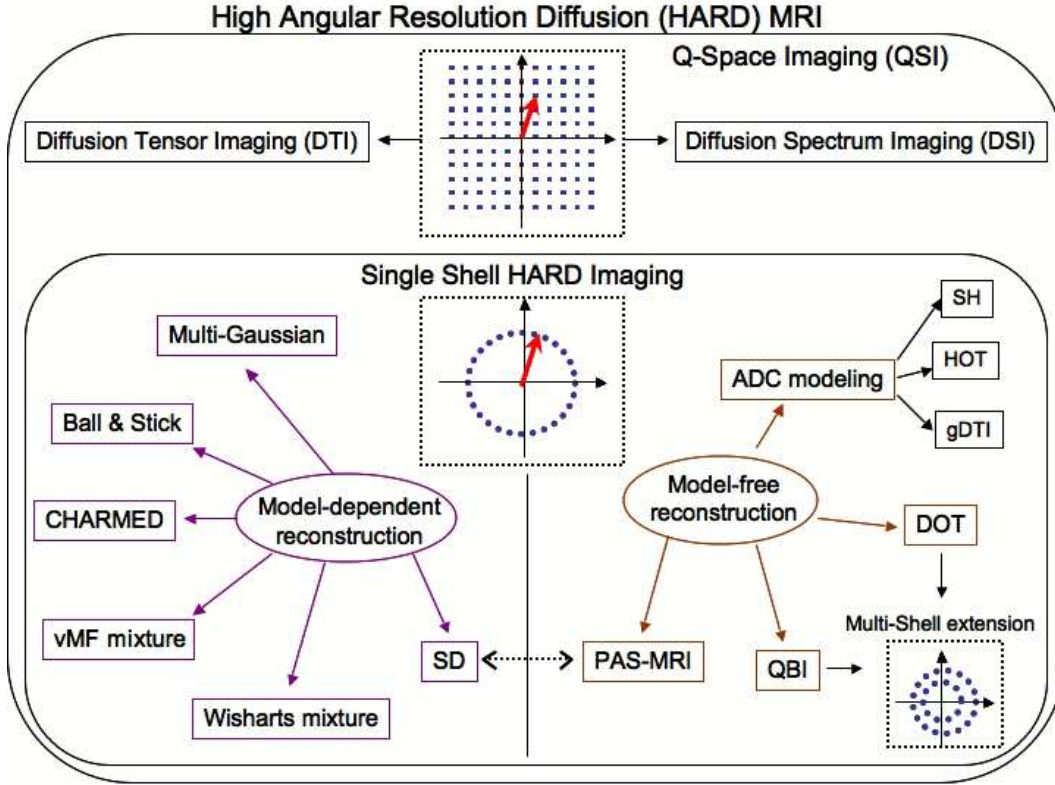 High Angular Resolution Diffusion (HARD) MRI
Q-Space Imaging (QSI)
Diffusion Tensor Imaging (DTI)
Diffusion Spectrum Imaging (DSI)
Single Shell HARD Imaging
Multi-Gaussian
Ball & Stick
CHARMED
vMF mixture
Wisharts mixture
SD
Model-dependent
reconstruction
Model-free
reconstruction
ADC modeling
SH
HOT
gDTI
DOT
Multi-Shell extension
PAS-MRI
QBI